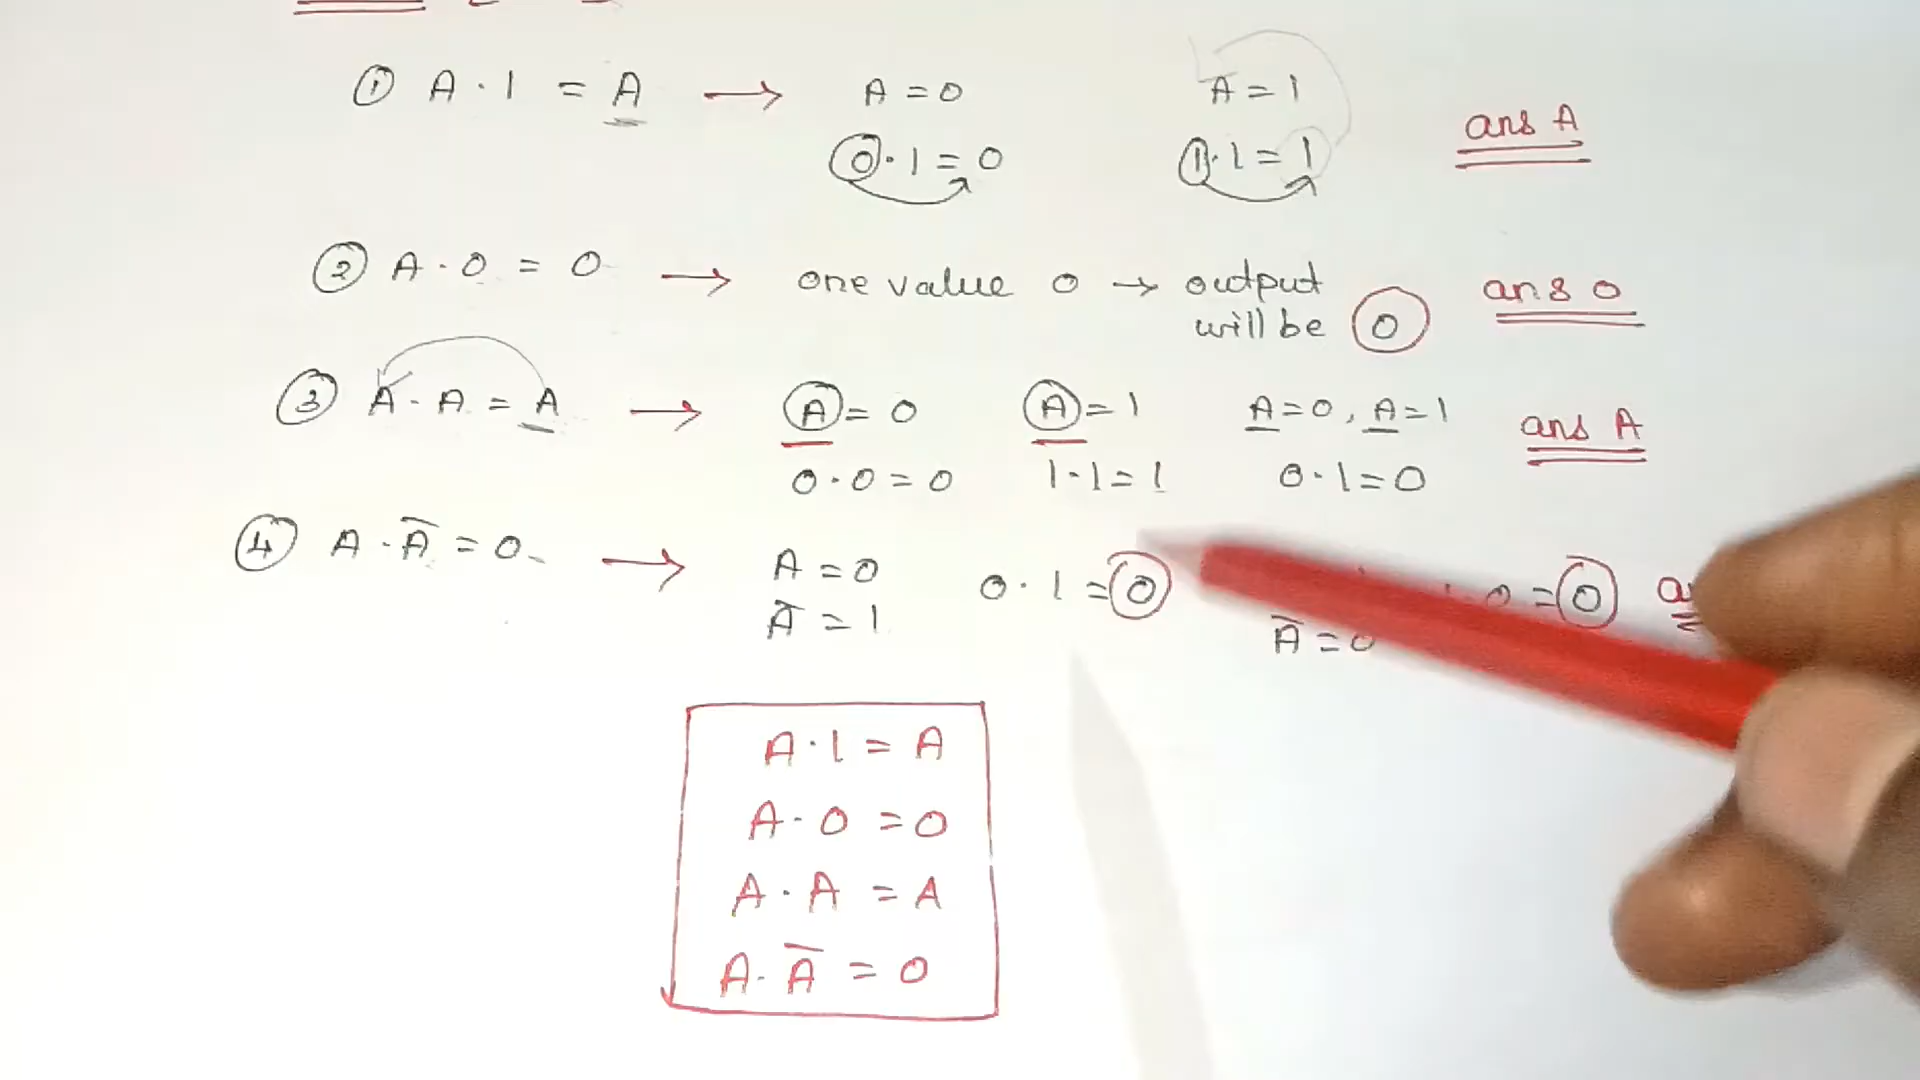 ① A · 1 = A → A = 0 A = 1 ans A
0 · 1 = 0 1 · 1 = 1
② A · 0 = 0 → one value 0 → output ans 0
will be 0
③ A · A = A → A = 0 A = 1 A = 0 , A = 1 ans A
0 · 0 = 0 1 · 1 = 1 0 · 1 = 0
④ A · A̅ = 0 → A = 0 0 · 1 = 0 0 = 0
A̅ = 1 A̅ = 0
A · 1 = A
A · 0 = 0
A · A = A
A · A̅ = 0